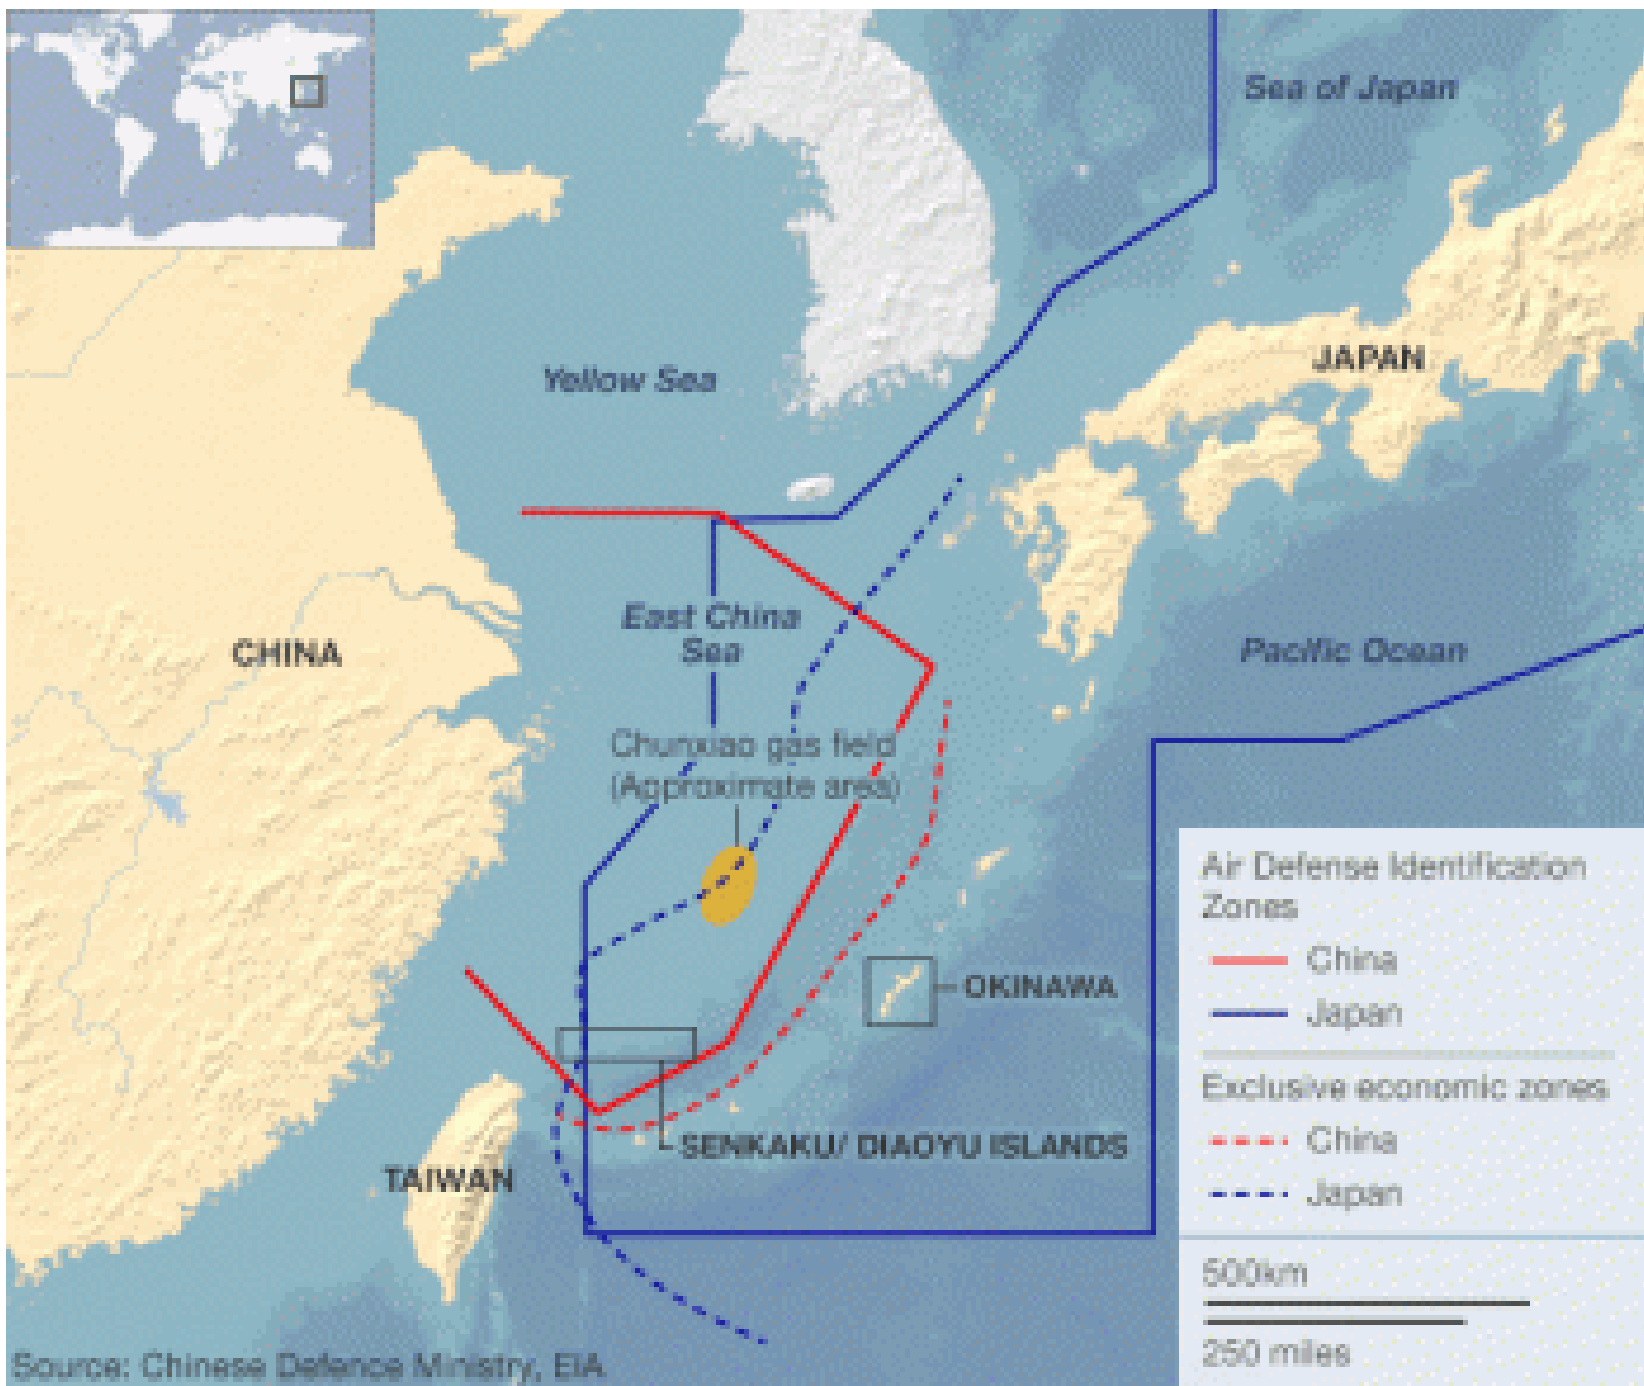 Sea of Japan
JAPAN
Yellow Sea
East China
Sea
CHINA
Pacific Ocean
Chunxiao gas field
(Approximate area)
OKINAWA
SENKAKU/ DIAOYU ISLANDS
TAIWAN
Air Defense Identification
Zones
China
Japan
Exclusive economic zones
China
Japan
500km
250 miles
Source: Chinese Defence Ministry, EIA